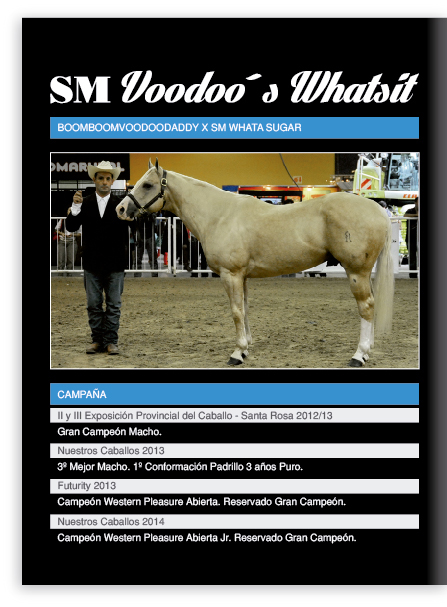 SM Voodoo´s Whatsit
BOOMBOOMVOODOODADDY X SM WHATA SUGAR
CAMPAÑA
II y III Exposición Provincial del Caballo - Santa Rosa 2012/13
Gran Campeón Macho.
Nuestros Caballos 2013
3º Mejor Macho. 1º Conformación Padrillo 3 años Puro.
Futurity 2013
Campeón Western Pleasure Abierta. Reservado Gran Campeón.
Nuestros Caballos 2014
Campeón Western Pleasure Abierta Jr. Reservado Gran Campeón.